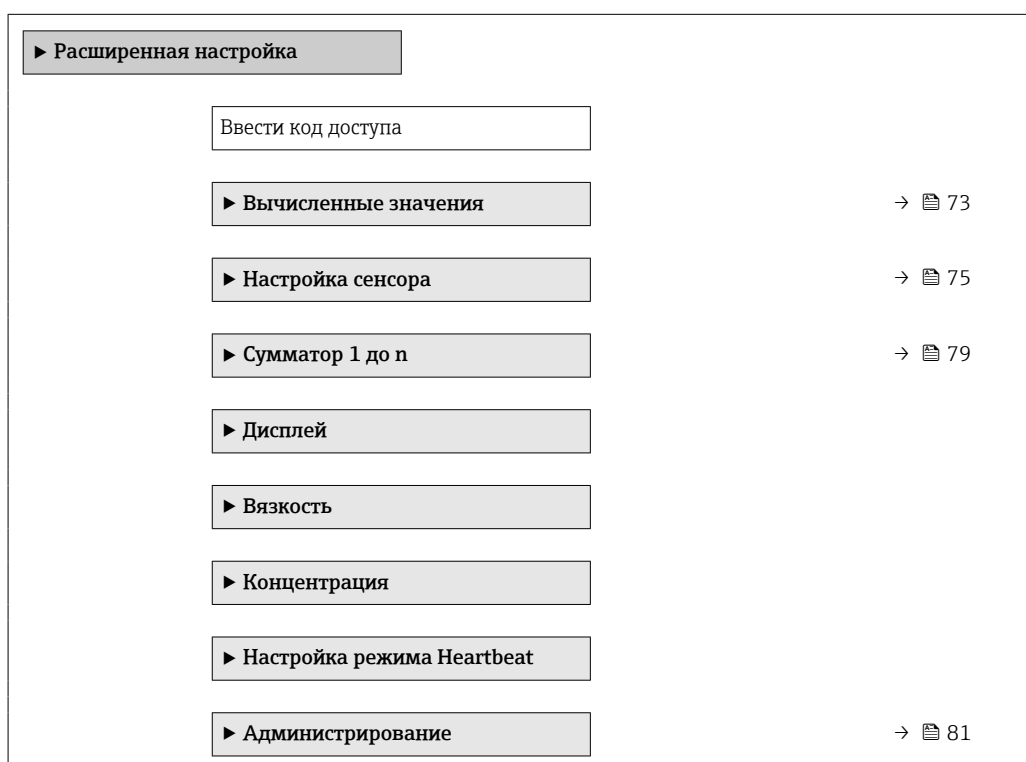 ▶ Расширенная настройка
Ввести код доступа
▶ Вычисленные значения → 73
▶ Настройка сенсора → 75
▶ Сумматор 1 до n → 79
▶ Дисплей
▶ Вязкость
▶ Концентрация
▶ Настройка режима Heartbeat
▶ Администрирование → 81